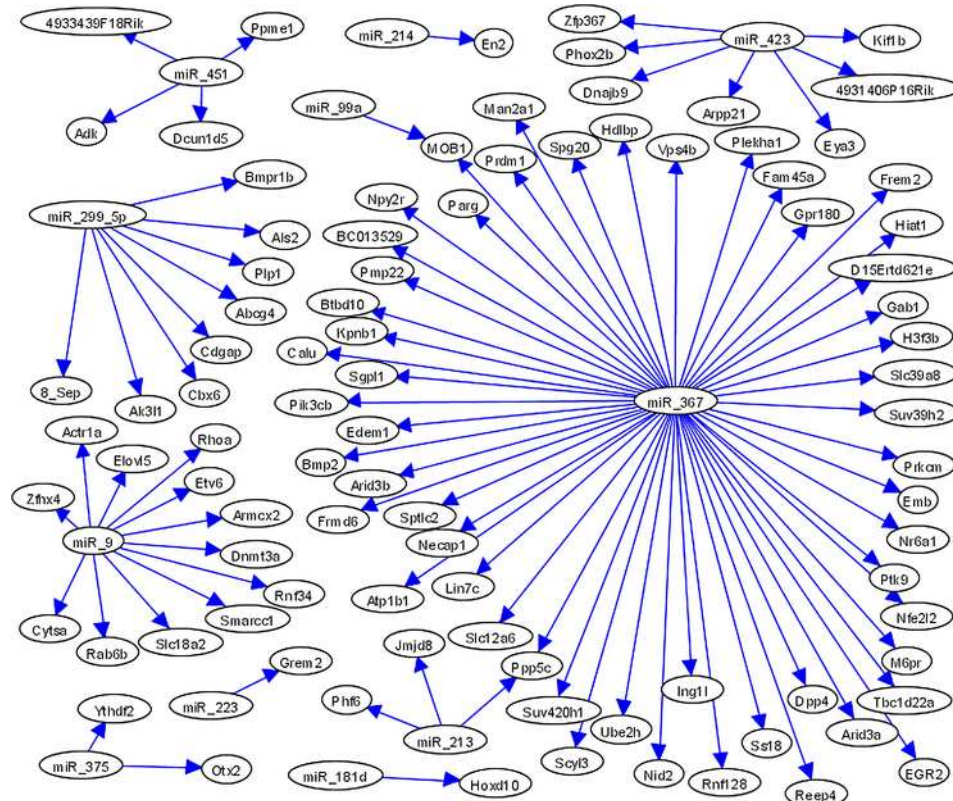 4933439F18Rik
Ppme1
miR_451
Adk
Dcun1d5
miR_214
En2
Zfp367
miR_423
Kif1b
Phox2b
Dnajb9
Arpp21
4931406P16Rik
Eya3
miR_99a
Man2a1
MOB1
Prdm1
Spg20
Hdlbp
Vps4b
Plekha1
Fam45a
Frem2
Bmpr1b
miR_299_5p
Als2
Plp1
Abcg4
Cdgap
Cbx6
Ak3l1
8_Sep
Npy2r
Parg
Gpr180
Hiat1
BC013529
Pmp22
D15Ertd621e
Btbd10
Gab1
Kpnb1
H3f3b
Calu
Sgpl1
Slc39a8
Pik3cb
miR_367
Suv39h2
Edem1
Bmp2
Arid3b
Prkcm
Emb
Frmd6
Sptlc2
Necap1
Nr6a1
Atp1b1
Lin7c
Ptk9
Nfe2l2
Actr1a
Rhoa
Elovl5
Etv6
Zfhx4
Armcx2
miR_9
Dnmt3a
Rnf34
Smarcc1
Cytsa
Rab6b
Slc18a2
Slc12a6
Jmjd8
Ppp5c
M6pr
Grem2
miR_223
Phf6
miR_213
Suv420h1
Ing1l
Dpp4
Tbc1d22a
Ythdf2
Ube2h
Arid3a
Scyl3
Ss18
miR_375
Otx2
miR_181d
Hoxd10
Nid2
Rnf128
Reep4
EGR2